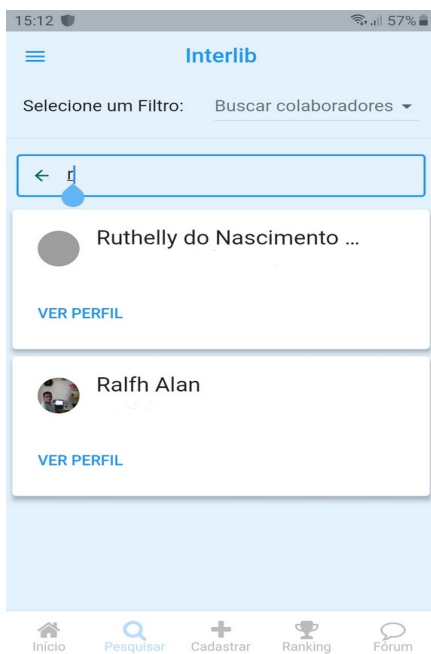 15:12 57%
Interlib
Selecione um Filtro: Buscar colaboradores
r
Ruthelly do Nascimento ...
VER PERFIL
Ralfh Alan
VER PERFIL
Início Pesquisar Cadastrar Ranking Fórum